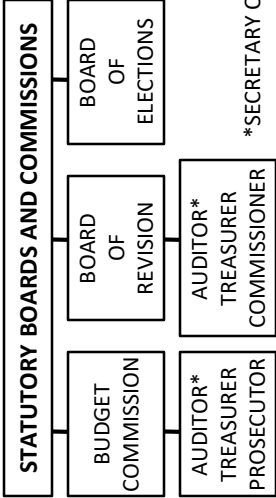 STATUTORY BOARDS AND COMMISSIONS
BUDGET
COMMISSION
AUDITOR*
TREASURER
PROSECUTOR
BOARD
OF
REVISION
AUDITOR*
TREASURER
COMMISSIONER
BOARD
OF
ELECTIONS
*SECRETARY